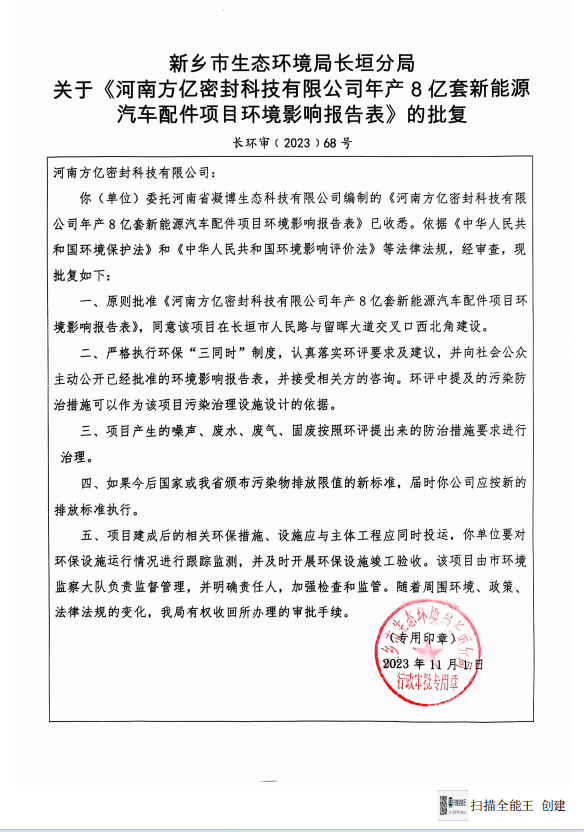 新乡市生态环境局长垣分局
关于《河南方亿密封科技有限公司年产 8 亿套新能源
汽车配件项目环境影响报告表》的批复
长环审﹝2023﹞68 号
河南方亿密封科技有限公司：
你（单位）委托河南省凝博生态科技有限公司编制的《河南方亿密封科技有限
公司年产 8 亿套新能源汽车配件项目环境影响报告表》已收悉。依据《中华人民共
和国环境保护法》和《中华人民共和国环境影响评价法》等法律法规，经审查，现
批复如下：
一、原则批准《河南方亿密封科技有限公司年产 8 亿套新能源汽车配件项目环
境影响报告表》，同意该项目在长垣市人民路与留晖大道交叉口西北角建设。
二、严格执行环保“三同时”制度，认真落实环评要求及建议，并向社会公众
主动公开已经批准的环境影响报告表，并接受相关方的咨询。环评中提及的污染防
治措施可以作为该项目污染治理设施设计的依据。
三、项目产生的噪声、废水、废气、固废按照环评提出来的防治措施要求进行
治理。
四、如果今后国家或我省颁布污染物排放限值的新标准，届时你公司应按新的
排放标准执行。
五、项目建成后的相关环保措施、设施应与主体工程应同时投运，你单位要对
环保设施运行情况进行跟踪监测，并及时开展环保设施竣工验收。该项目由市环境
监察大队负责监督管理，并明确责任人，加强检查和监管。随着周围环境、政策、
法律法规的变化，我局有权收回所办理的审批手续。
新乡市生态环境局长垣分局
（专用印章）
2023 年 11 月 17 日
行政审批专用章
扫描全能王 创建